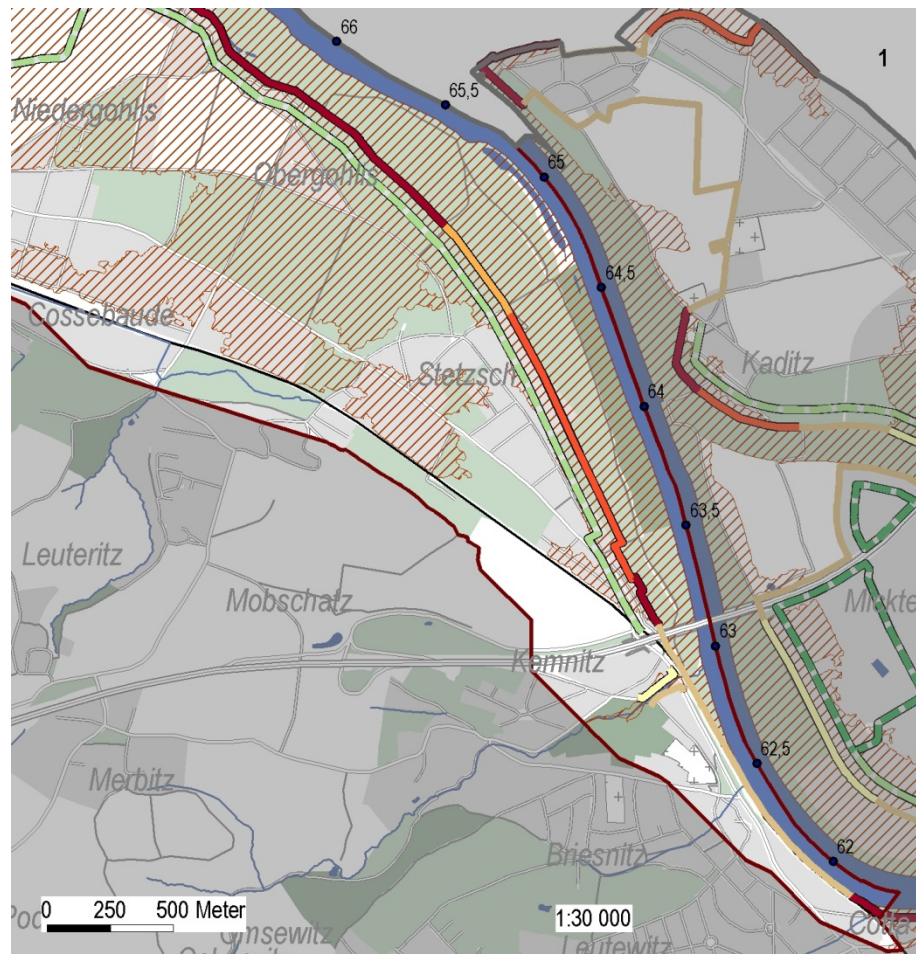 66
1
65,5
Niedergohlis
65
Obergohlis
64,5
Cossebaude
Kaditz
Stetzsch
64
63,5
Leuteritz
Mobschatz
Mickte
63
Kemnitz
62,5
Merbitz
Briesnitz
62
0 250 500 Meter
1:30 000
Cotta
Omsewitz
Leutewitz